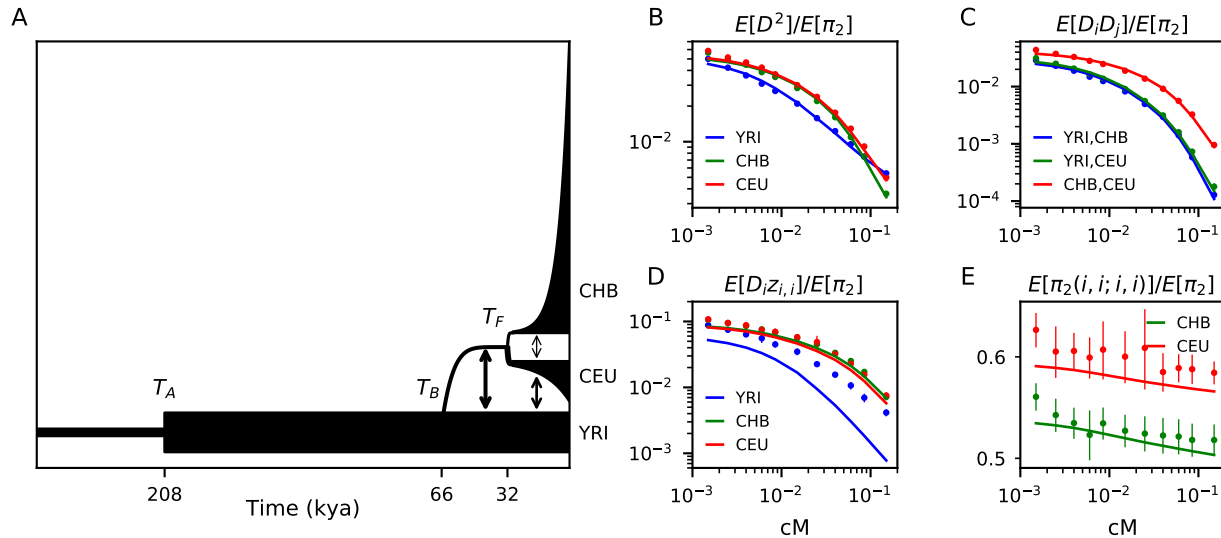 A
CHB
T_F
CEU
T_A
T_B
YRI
208
66
32
Time (kya)
B
E[D²]/E[π₂]
10⁻²
YRI
CHB
CEU
10⁻³
10⁻²
10⁻¹
C
E[D_iD_j]/E[π₂]
10⁻²
10⁻³
10⁻⁴
YRI,CHB
YRI,CEU
CHB,CEU
10⁻³
10⁻²
10⁻¹
D
E[D_iz_{i,i}]/E[π₂]
10⁻¹
10⁻²
10⁻³
YRI
CHB
CEU
10⁻³
10⁻²
10⁻¹
cM
E
E[π₂(i, i; i, i)]/E[π₂]
CHB
CEU
0.6
0.5
10⁻³
10⁻²
10⁻¹
cM